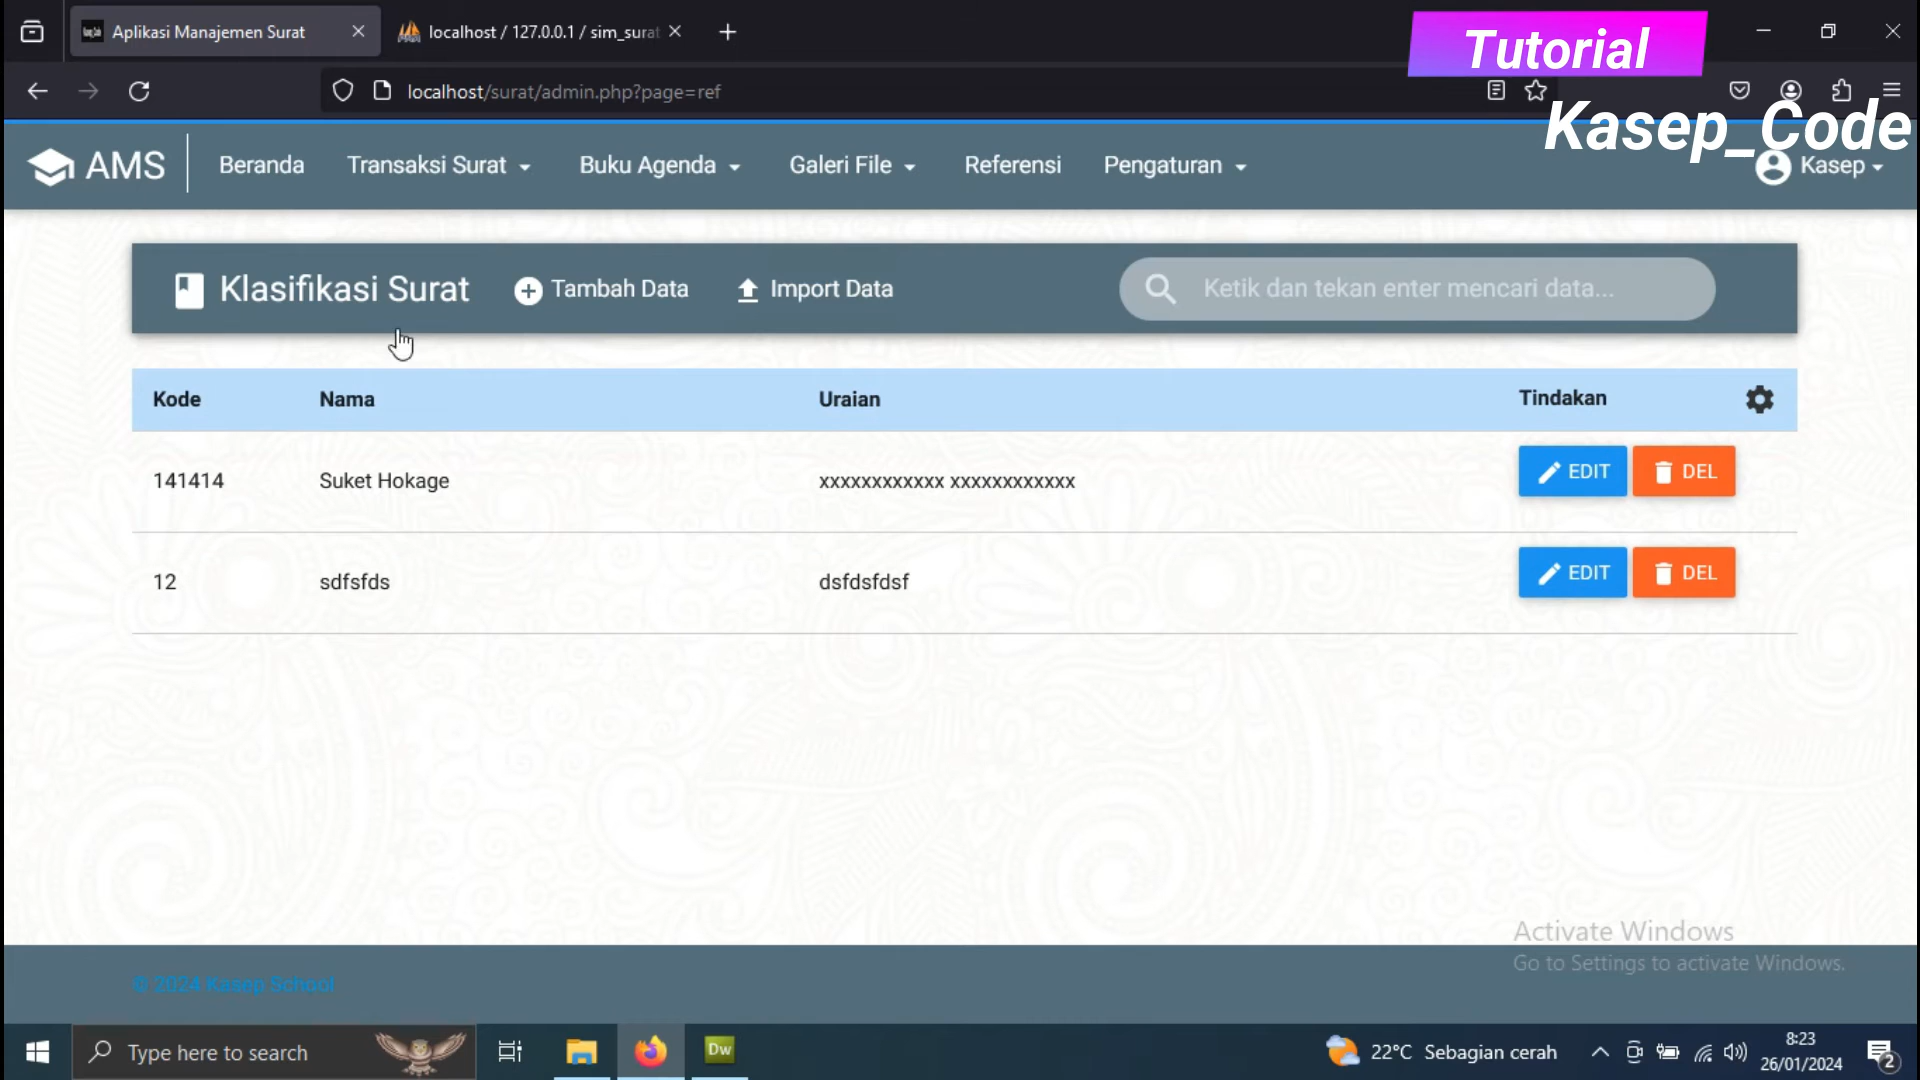 Aplikasi Manajemen Surat
localhost / 127.0.0.1 / sim_surat
Tutorial
localhost/surat/admin.php?page=ref
Kasep_Code
AMS
Beranda
Transaksi Surat
Buku Agenda
Galeri File
Referensi
Pengaturan
Kasep
Klasifikasi Surat
Tambah Data
Import Data
Ketik dan tekan enter mencari data...
Kode Nama Uraian Tindakan
141414 Suket Hokage xxxxxxxxxxxx xxxxxxxxxxxx EDIT DEL
12 sdfsfds dsfdsfdsf EDIT DEL
Activate Windows
Go to Settings to activate Windows.
© 2024 Kasep School
Type here to search
Dw
22°C Sebagian cerah
8:23
26/01/2024
2